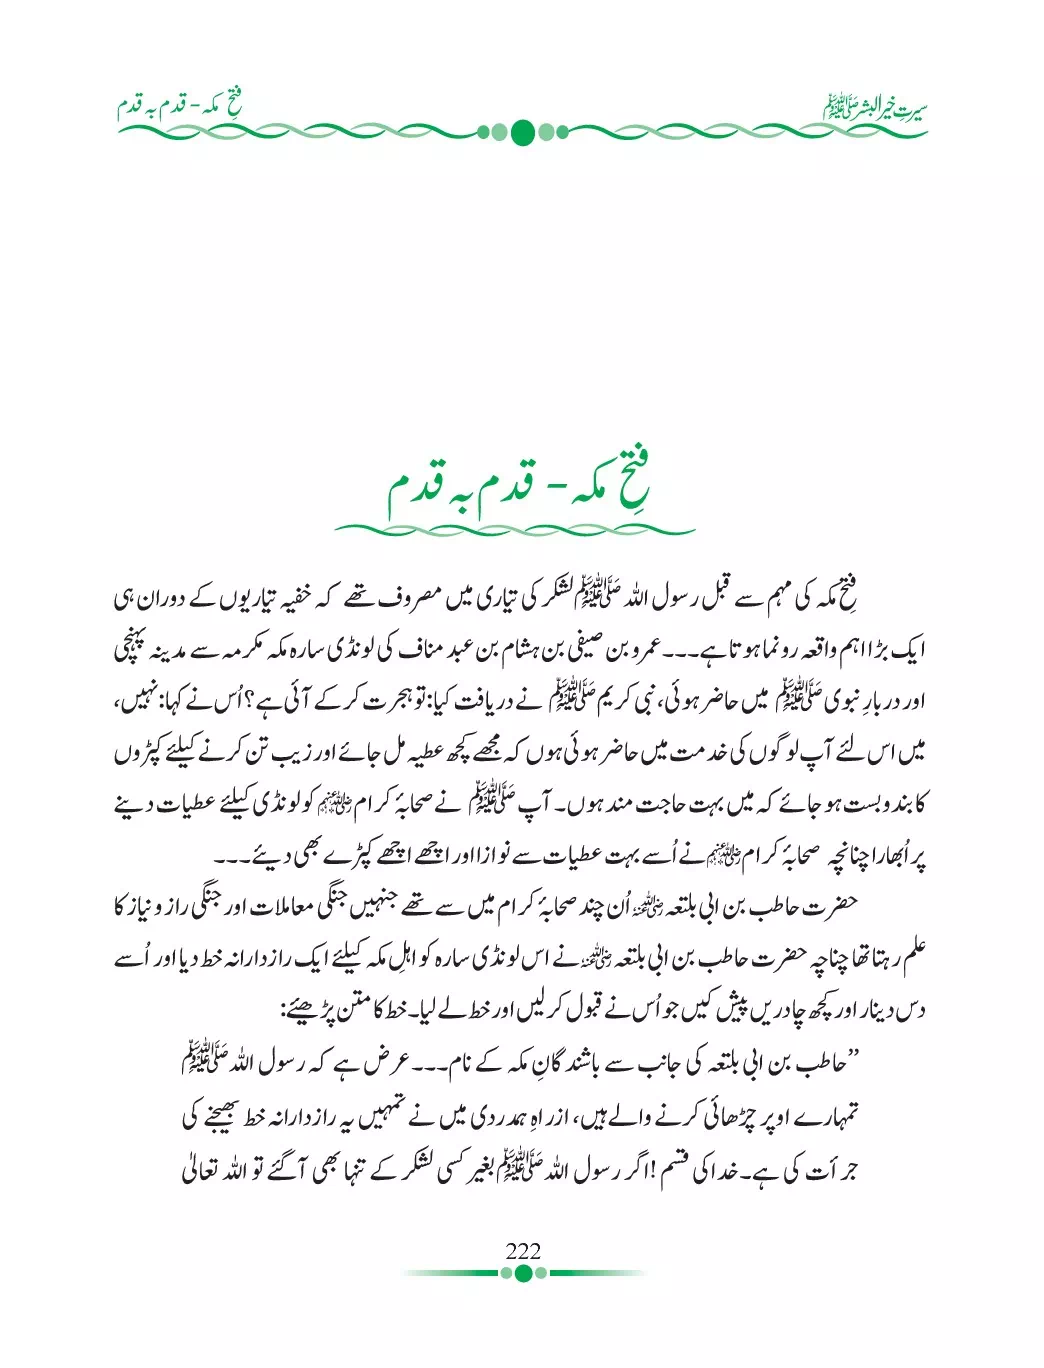 سیرتِ خیر البشر ﷺ
فتحِ مکہ - قدم بہ قدم
فتحِ مکہ - قدم بہ قدم
فتحِ مکہ کی مہم سے قبل رسول اللہ ﷺ لشکر کی تیاری میں مصروف تھے کہ خفیہ تیاریوں کے دوران ہی
ایک بڑا اہم واقعہ رونما ہوتا ہے۔۔۔ عمرو بن صیفی بن ہشام بن عبد مناف کی لونڈی سارہ مکہ مکرمہ سے مدینہ پہنچی
اور دربارِ نبوی ﷺ میں حاضر ہوئی، نبی کریم ﷺ نے دریافت کیا: تو ہجرت کر کے آئی ہے؟ اُس نے کہا: نہیں،
میں اس لئے آپ لوگوں کی خدمت میں حاضر ہوئی ہوں کہ مجھے کچھ عطیہ مل جائے اور زیب تن کرنے کیلئے کپڑوں
کا بندوبست ہو جائے کہ میں بہت حاجت مند ہوں۔ آپ ﷺ نے صحابۂ کرام رضی اللہ عنہم کو لونڈی کیلئے عطیات دینے
پر اُبھارا چنانچہ صحابۂ کرام رضی اللہ عنہم نے اُسے بہت عطیات سے نوازا اور اچھے اچھے کپڑے بھی دیئے۔۔۔
حضرت حاطب بن ابی بلتعہ رضی اللہ عنہ اُن چند صحابۂ کرام میں سے تھے جنہیں جنگی معاملات اور جنگی راز و نیاز کا
علم رہتا تھا چناچہ حضرت حاطب بن ابی بلتعہ رضی اللہ عنہ نے اس لونڈی سارہ کو اہلِ مکہ کیلئے ایک رازدارانہ خط دیا اور اُسے
دس دینار اور کچھ چادریں پیش کیں جو اُس نے قبول کر لیں اور خط لے لیا۔ خط کا متن پڑھیئے:
”حاطب بن ابی بلتعہ کی جانب سے باشندگانِ مکہ کے نام۔۔۔ عرض ہے کہ رسول اللہ ﷺ
تمہارے اوپر چڑھائی کرنے والے ہیں، ازراہِ ہمدردی میں نے تمہیں یہ رازدارانہ خط بھیجنے کی
جرأت کی ہے۔ خدا کی قسم! اگر رسول اللہ ﷺ بغیر کسی لشکر کے تنہا بھی آگئے تو اللہ تعالیٰ
222